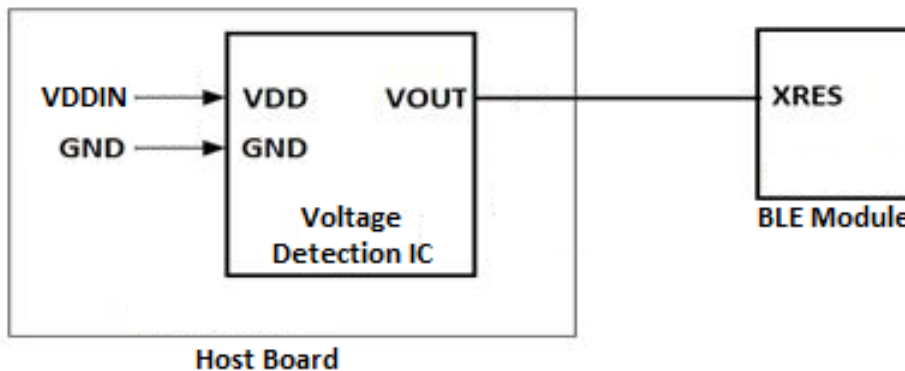 VDDIN
VDD
VOUT
XRES
GND
GND
Voltage
Detection IC
BLE Module
Host Board